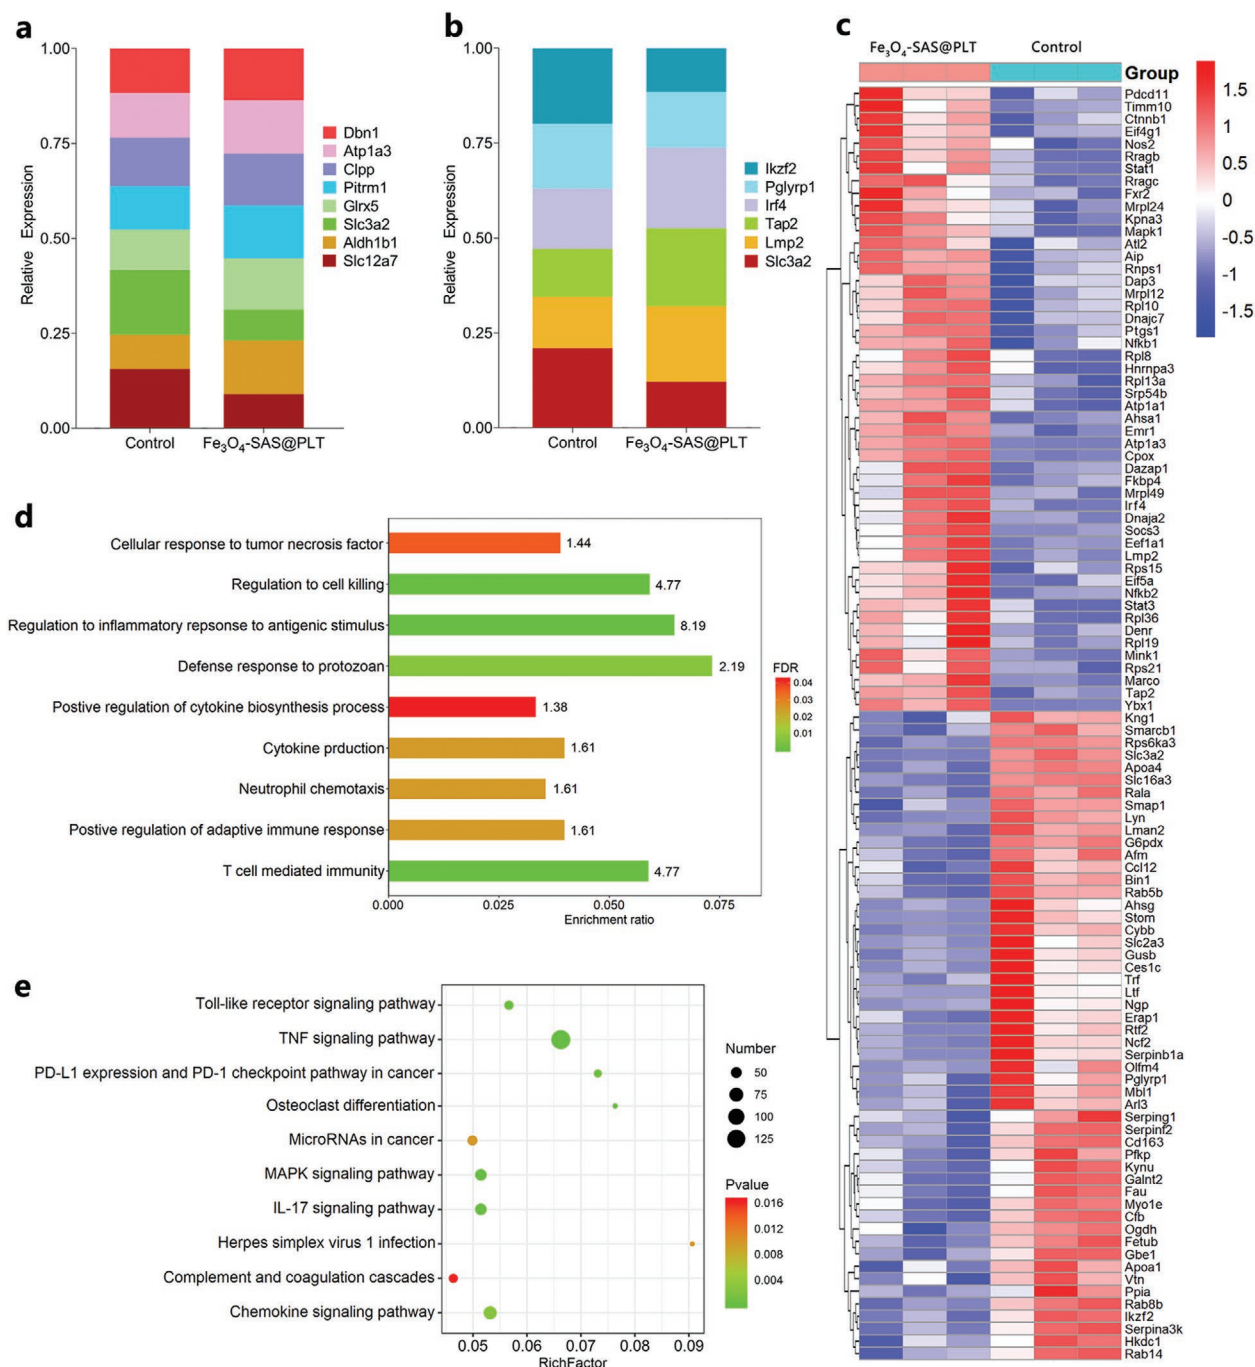 a
1.00
0.75
0.50
0.25
0.00
Relative Expression
Control
Fe3O4-SAS@PLT
Dbn1
Atp1a3
Clpp
Pitrm1
Glrx5
Slc3a2
Aldh1b1
Slc12a7
b
1.00
0.75
0.50
0.25
0.00
Relative Expression
Control
Fe3O4-SAS@PLT
Ikzf2
Pglyrp1
Irf4
Tap2
Lmp2
Slc3a2
c
Fe3O4-SAS@PLT
Control
Group
Pdcd11
Timm10
Ctnnb1
Eif4g1
Nos2
Rragb
Stat1
Rragc
Fxr2
Mrpl24
Kpna3
Mapk1
Atl2
Aip
Rnps1
Dap3
Mrpl12
Rpl10
Dnajc7
Ptgs1
Nfkb1
Rpl8
Hnrnpa3
Rpl13a
Srp54b
Atp1a1
Ahsa1
Emr1
Atp1a3
Cpox
Dazap1
Fkbp4
Mrpl49
Irf4
Dnaja2
Socs3
Eef1a1
Lmp2
Rps15
Eif5a
Nfkb2
Stat3
Rpl36
Denr
Rpl19
Mink1
Rps21
Marco
Tap2
Ybx1
Kng1
Smarcb1
Rps6ka3
Slc3a2
Apoa4
Slc16a3
Rala
Smap1
Lyn
Lman2
G6pdx
Afm
Ccl12
Bin1
Rab5b
Ahsg
Stom
Cybb
Slc2a3
Gusb
Ces1c
Trf
Ltf
Ngp
Erap1
Rtf2
Ncf2
Serpinb1a
Olfm4
Pglyrp1
Mbl1
Arl3
Serping1
Serpinf2
Cd163
Pfkp
Kynu
Galnt2
Fau
Myo1e
Cfb
Ogdh
Fetub
Gbe1
Apoa1
Vtn
Ppia
Rab8b
Ikzf2
Serpina3k
Hkdc1
Rab14
1.5
1
0.5
0
-0.5
-1
-1.5
d
Cellular response to tumor necrosis factor
1.44
Regulation to cell killing
4.77
Regulation to inflammatory repsonse to antigenic stimulus
8.19
Defense response to protozoan
2.19
Postive regulation of cytokine biosynthesis process
1.38
Cytokine prduction
1.61
Neutrophil chemotaxis
1.61
Postive regulation of adaptive immune response
1.61
T cell mediated immunity
4.77
0.000
0.025
0.050
0.075
Enrichment ratio
FDR
0.04
0.03
0.02
0.01
e
Toll-like receptor signaling pathway
TNF signaling pathway
PD-L1 expression and PD-1 checkpoint pathway in cancer
Osteoclast differentiation
MicroRNAs in cancer
MAPK signaling pathway
IL-17 signaling pathway
Herpes simplex virus 1 infection
Complement and coagulation cascades
Chemokine signaling pathway
0.05
0.06
0.07
0.08
0.09
RichFactor
Number
50
75
100
125
Pvalue
0.016
0.012
0.008
0.004